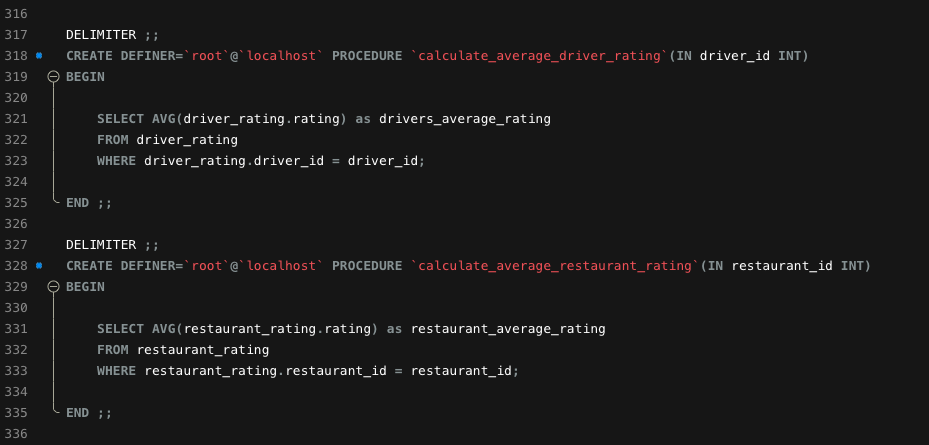 316
317 DELIMITER ;;
318 CREATE DEFINER=`root`@`localhost` PROCEDURE `calculate_average_driver_rating`(IN driver_id INT)
319 BEGIN
320
321 SELECT AVG(driver_rating.rating) as drivers_average_rating
322 FROM driver_rating
323 WHERE driver_rating.driver_id = driver_id;
324
325 END ;;
326
327 DELIMITER ;;
328 CREATE DEFINER=`root`@`localhost` PROCEDURE `calculate_average_restaurant_rating`(IN restaurant_id INT)
329 BEGIN
330
331 SELECT AVG(restaurant_rating.rating) as restaurant_average_rating
332 FROM restaurant_rating
333 WHERE restaurant_rating.restaurant_id = restaurant_id;
334
335 END ;;
336